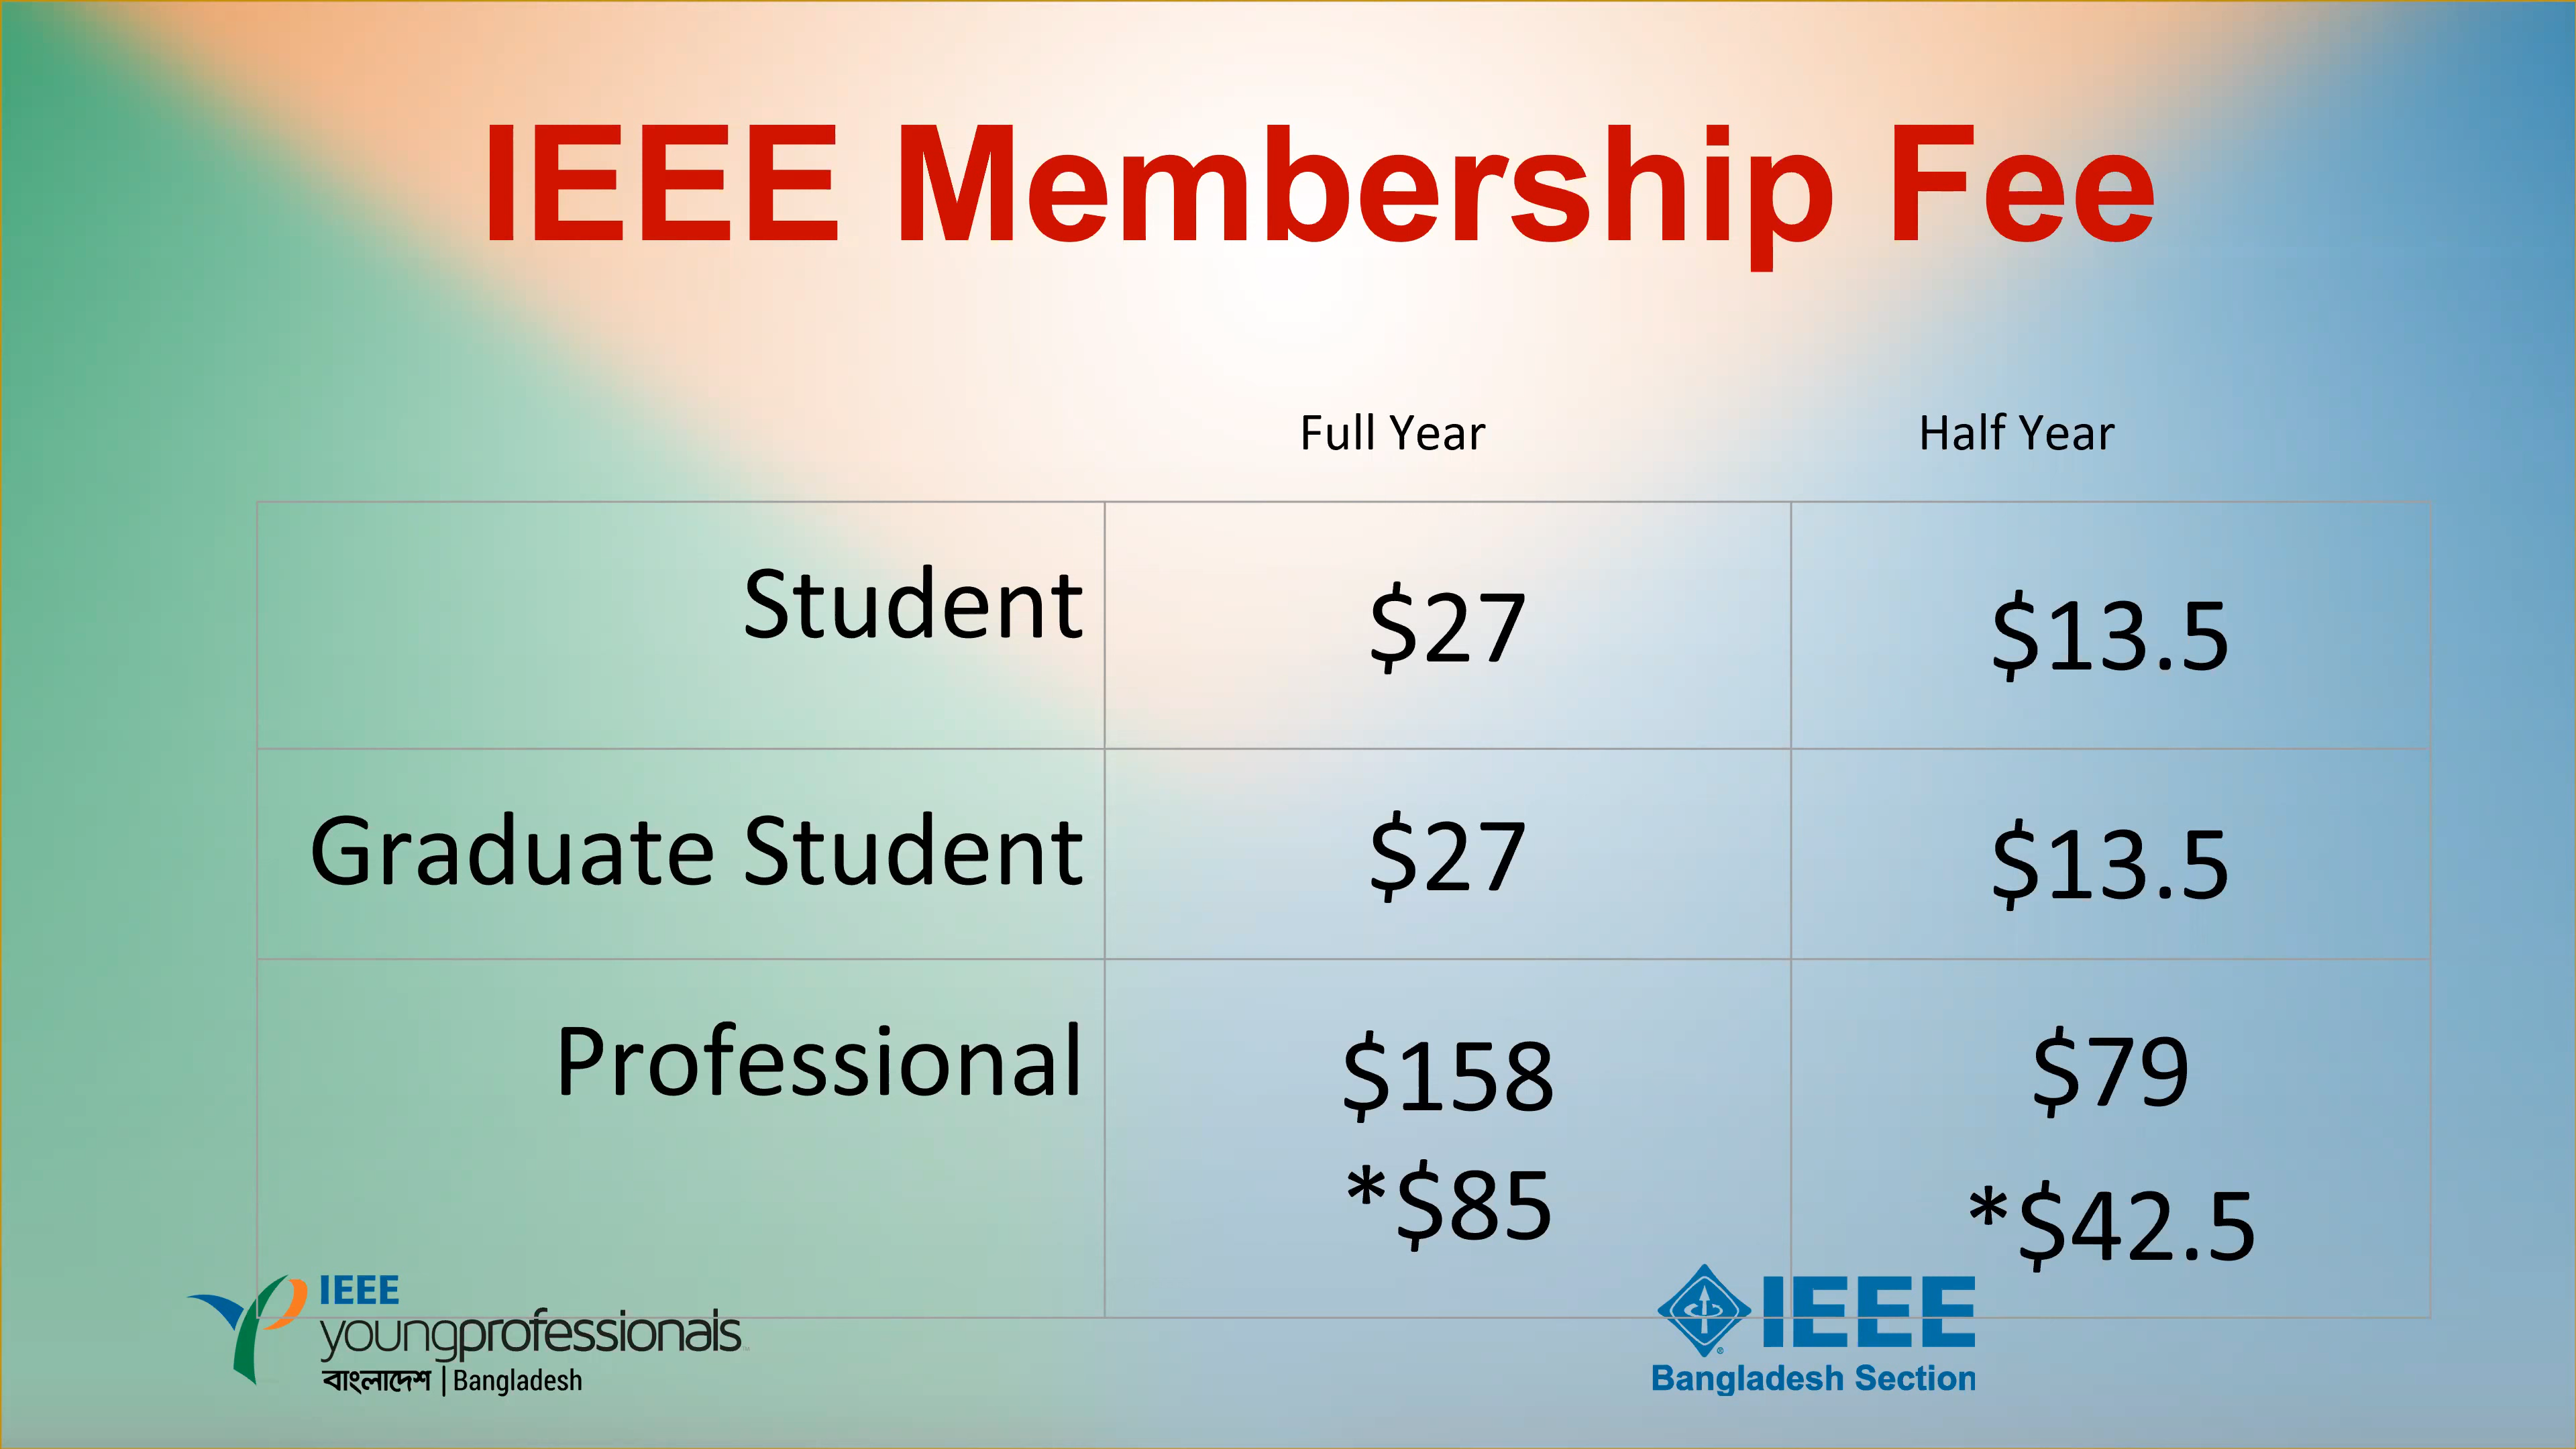 IEEE Membership Fee
Full Year Half Year
Student $27 $13.5
Graduate Student $27 $13.5
Professional $158 $79
*$85 *$42.5
IEEE
youngprofessionals
বাংলাদেশ | Bangladesh
IEEE
Bangladesh Section